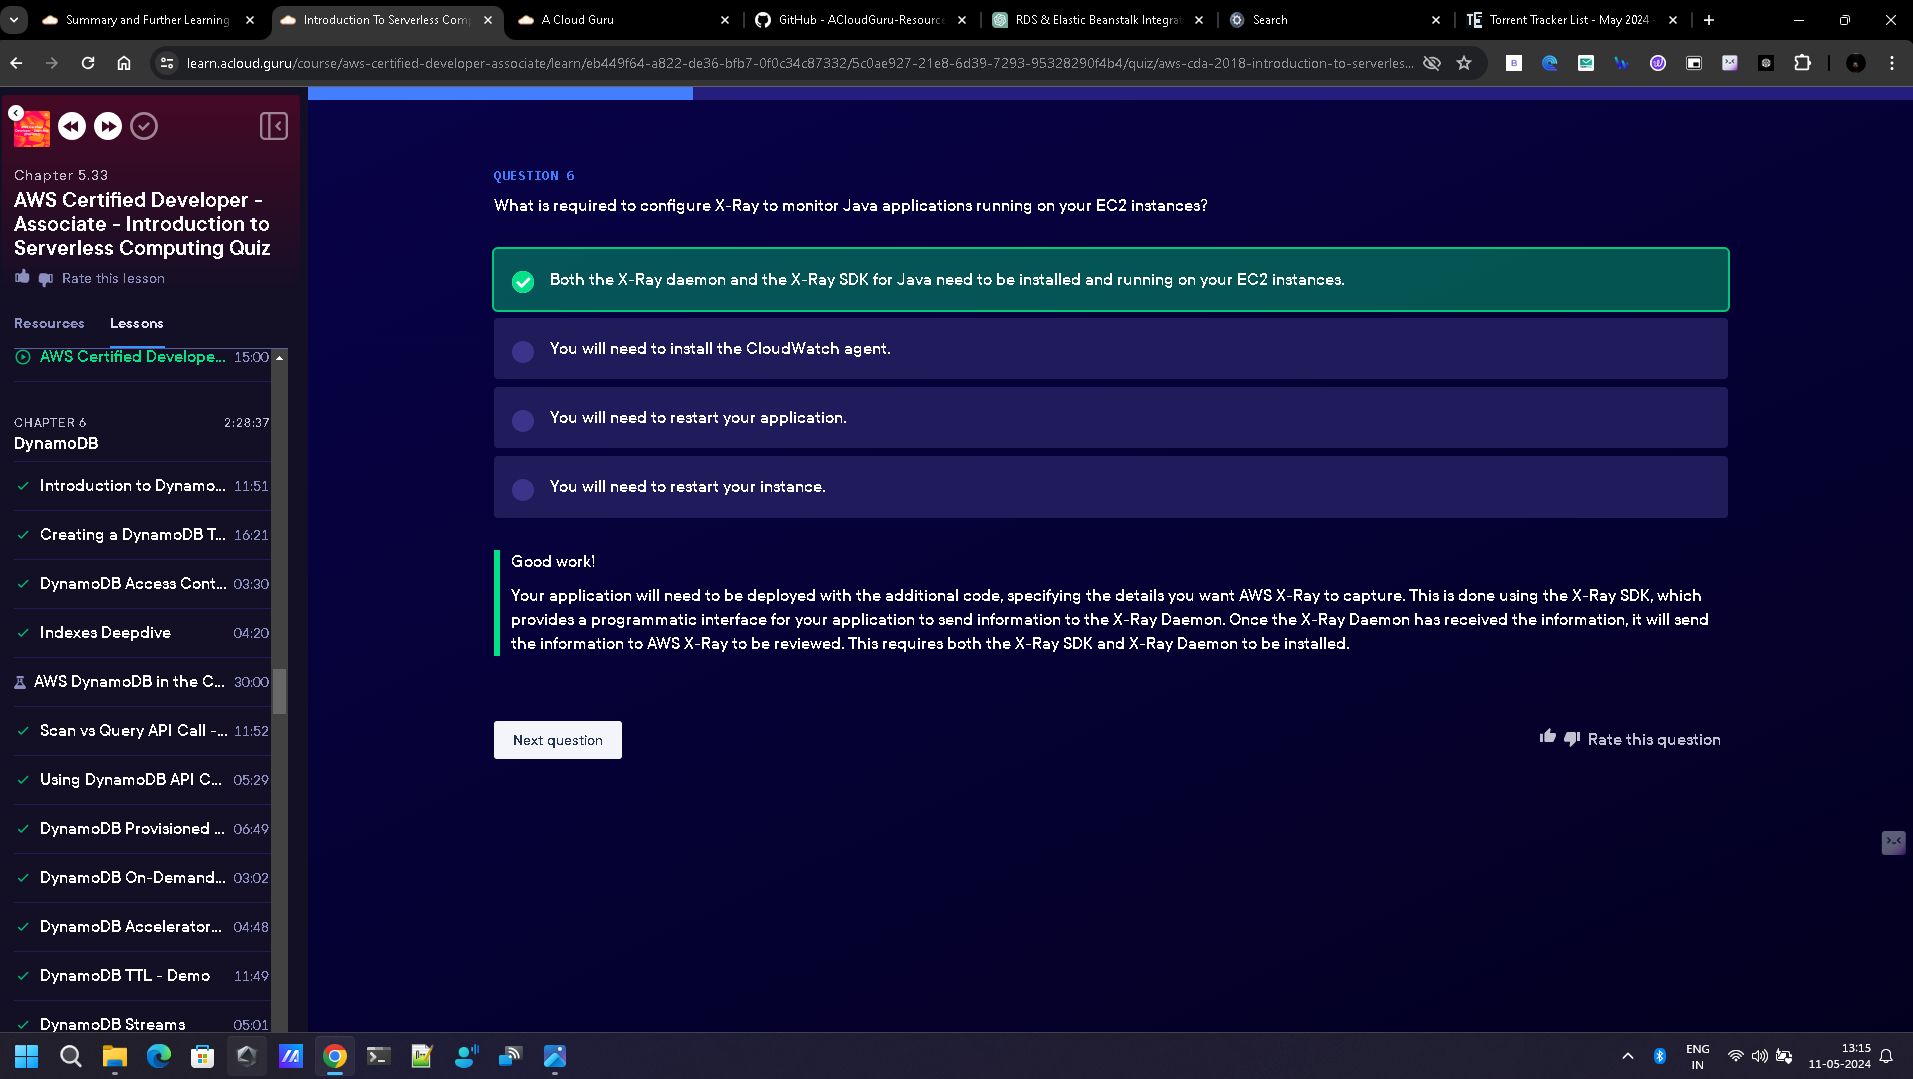 Summary and Further Learning
Introduction To Serverless Comp
A Cloud Guru
GitHub - ACloudGuru-Resource
RDS & Elastic Beanstalk Integrat
Search
Torrent Tracker List - May 2024 -
learn.acloud.guru/course/aws-certified-developer-associate/learn/eb449f64-a822-de36-bfb7-0f0c34c87332/5c0ae927-21e8-6d39-7293-95328290f4b4/quiz/aws-cda-2018-introduction-to-serverles...
Chapter 5.33
AWS Certified Developer -
Associate - Introduction to
Serverless Computing Quiz
Rate this lesson
Resources Lessons
AWS Certified Develope... 15:00
CHAPTER 6 2:28:37
DynamoDB
Introduction to Dynamo... 11:51
Creating a DynamoDB T... 16:21
DynamoDB Access Cont... 03:30
Indexes Deepdive 04:20
AWS DynamoDB in the C... 30:00
Scan vs Query API Call -... 11:52
Using DynamoDB API C... 05:29
DynamoDB Provisioned ... 06:49
DynamoDB On-Demand... 03:02
DynamoDB Accelerator... 04:48
DynamoDB TTL - Demo 11:49
DynamoDB Streams 05:01
QUESTION 6
What is required to configure X-Ray to monitor Java applications running on your EC2 instances?
Both the X-Ray daemon and the X-Ray SDK for Java need to be installed and running on your EC2 instances.
You will need to install the CloudWatch agent.
You will need to restart your application.
You will need to restart your instance.
Good work!
Your application will need to be deployed with the additional code, specifying the details you want AWS X-Ray to capture. This is done using the X-Ray SDK, which
provides a programmatic interface for your application to send information to the X-Ray Daemon. Once the X-Ray Daemon has received the information, it will send
the information to AWS X-Ray to be reviewed. This requires both the X-Ray SDK and X-Ray Daemon to be installed.
Next question
Rate this question
ENG
IN
13:15
11-05-2024